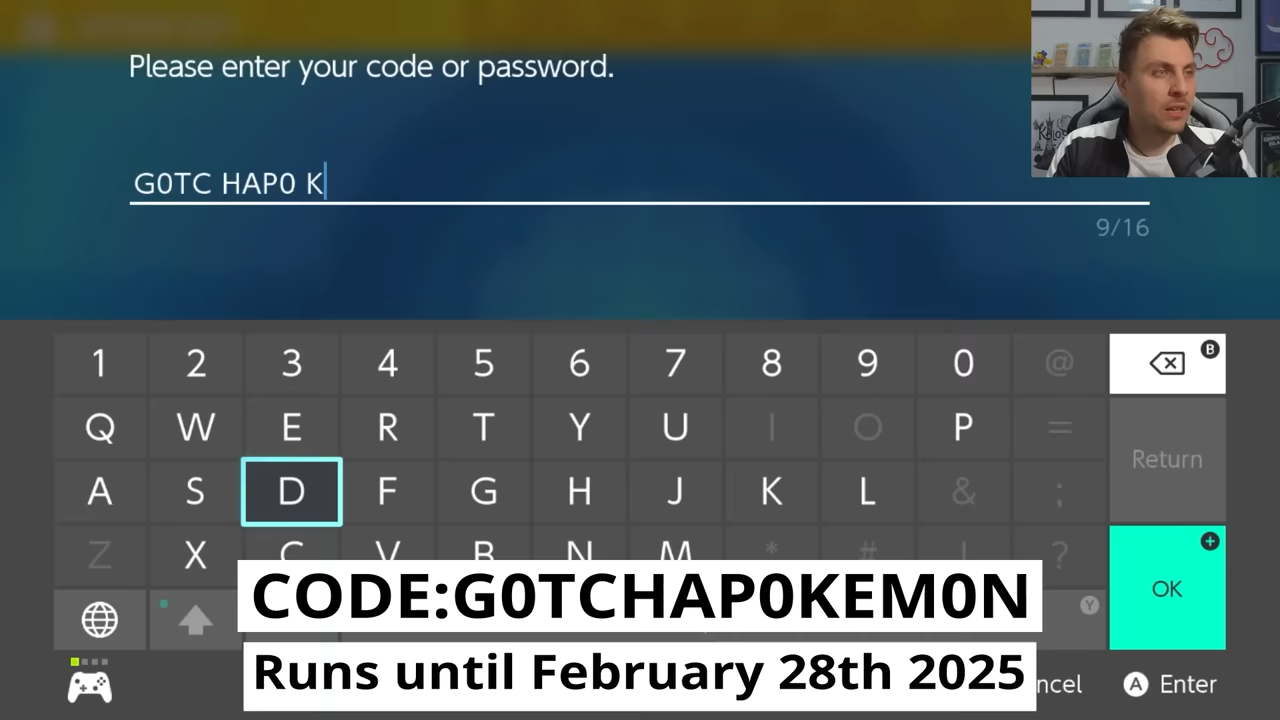 Please enter your code or password.
G0TC HAP0 K
9/16
1 2 3 4 5 6 7 8 9 0 @ B
Q W E R T Y U I O P =
Return
A S D F G H J K L & ;
Z X C V B N M * # ! ? +
OK
CODE:G0TCHAP0KEM0N
Y
Runs until February 28th 2025
ncel A Enter